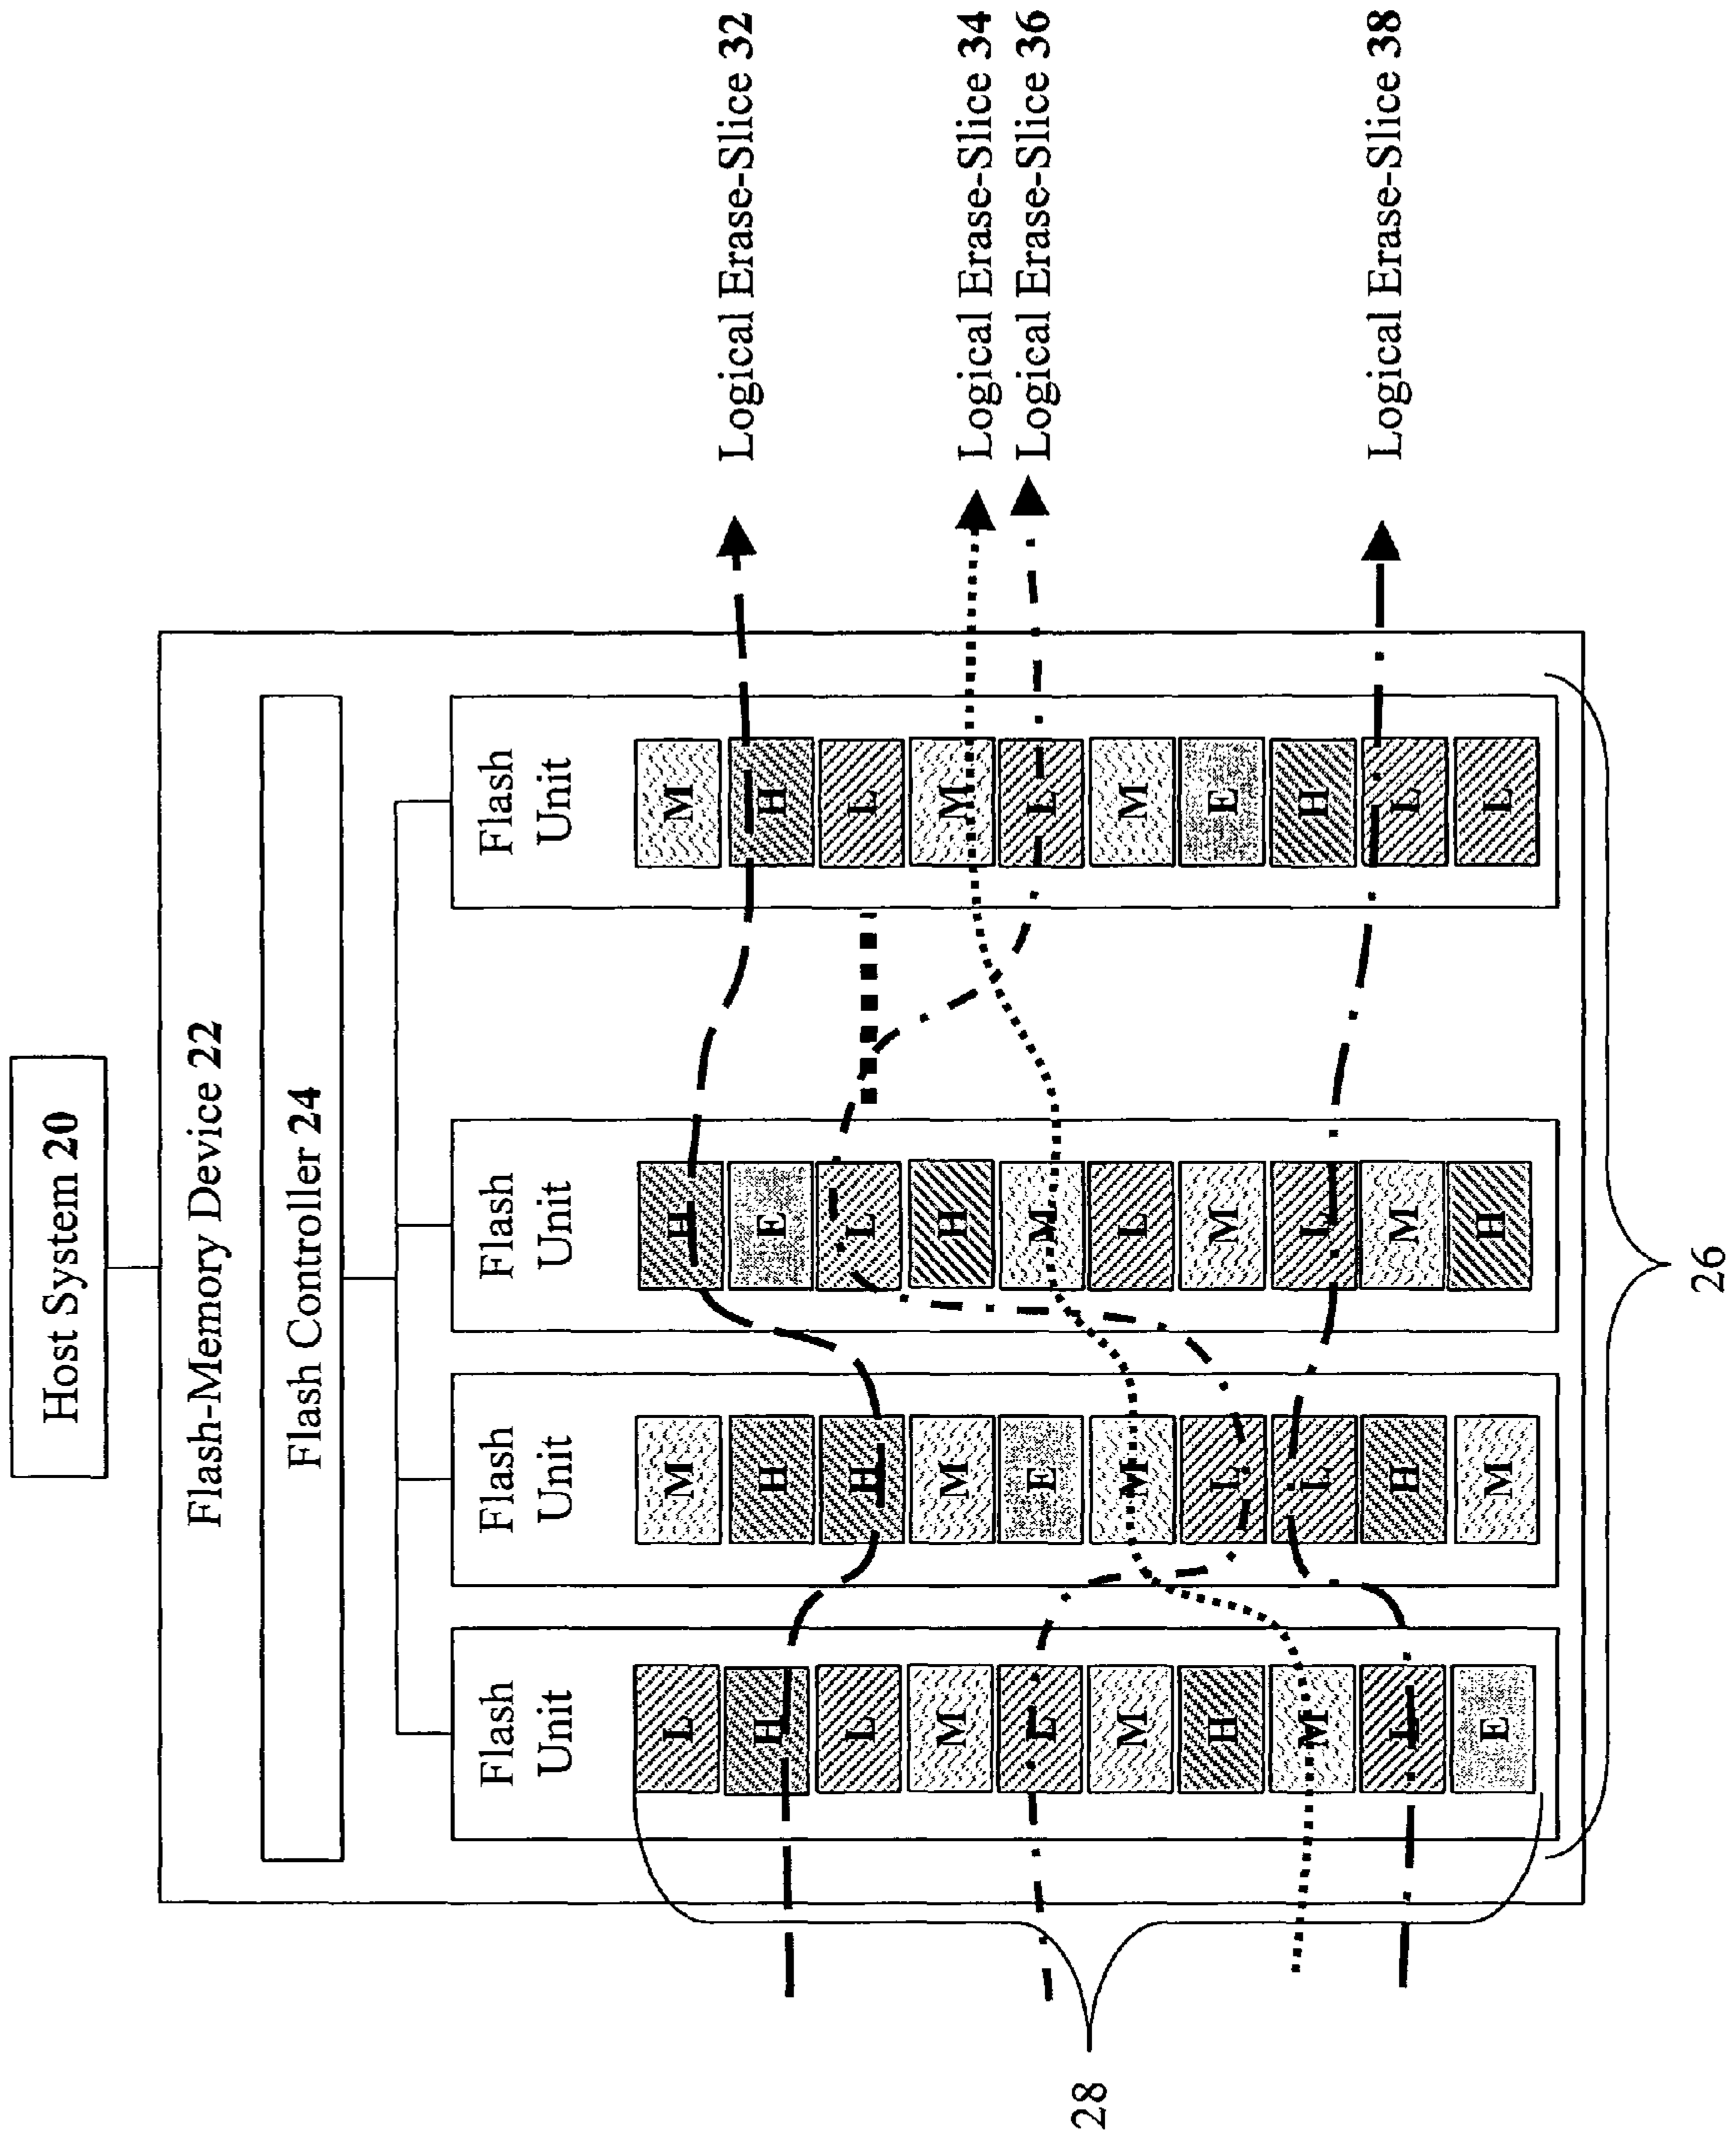 Host System 20
Flash-Memory Device 22
Flash Controller 24
Flash
Unit
Flash
Unit
Flash
Unit
Flash
Unit
L
H
L
M
L
M
H
M
L
E
M
H
H
M
E
M
L
L
H
M
H
E
L
H
M
L
M
L
M
H
M
H
L
M
L
M
E
H
L
L
Logical Erase-Slice 32
Logical Erase-Slice 34
Logical Erase-Slice 36
Logical Erase-Slice 38
28
26